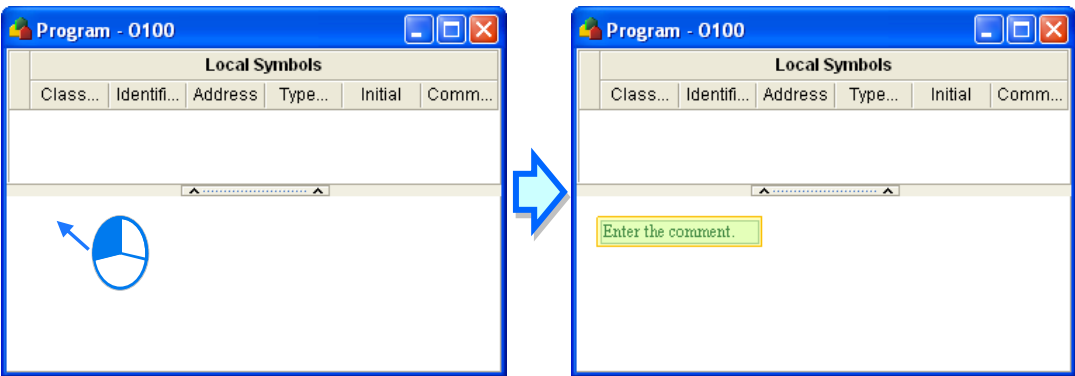 Program - O100
Local Symbols
Class... Identifi... Address Type... Initial Comm...
Program - O100
Local Symbols
Class... Identifi... Address Type... Initial Comm...
Enter the comment.